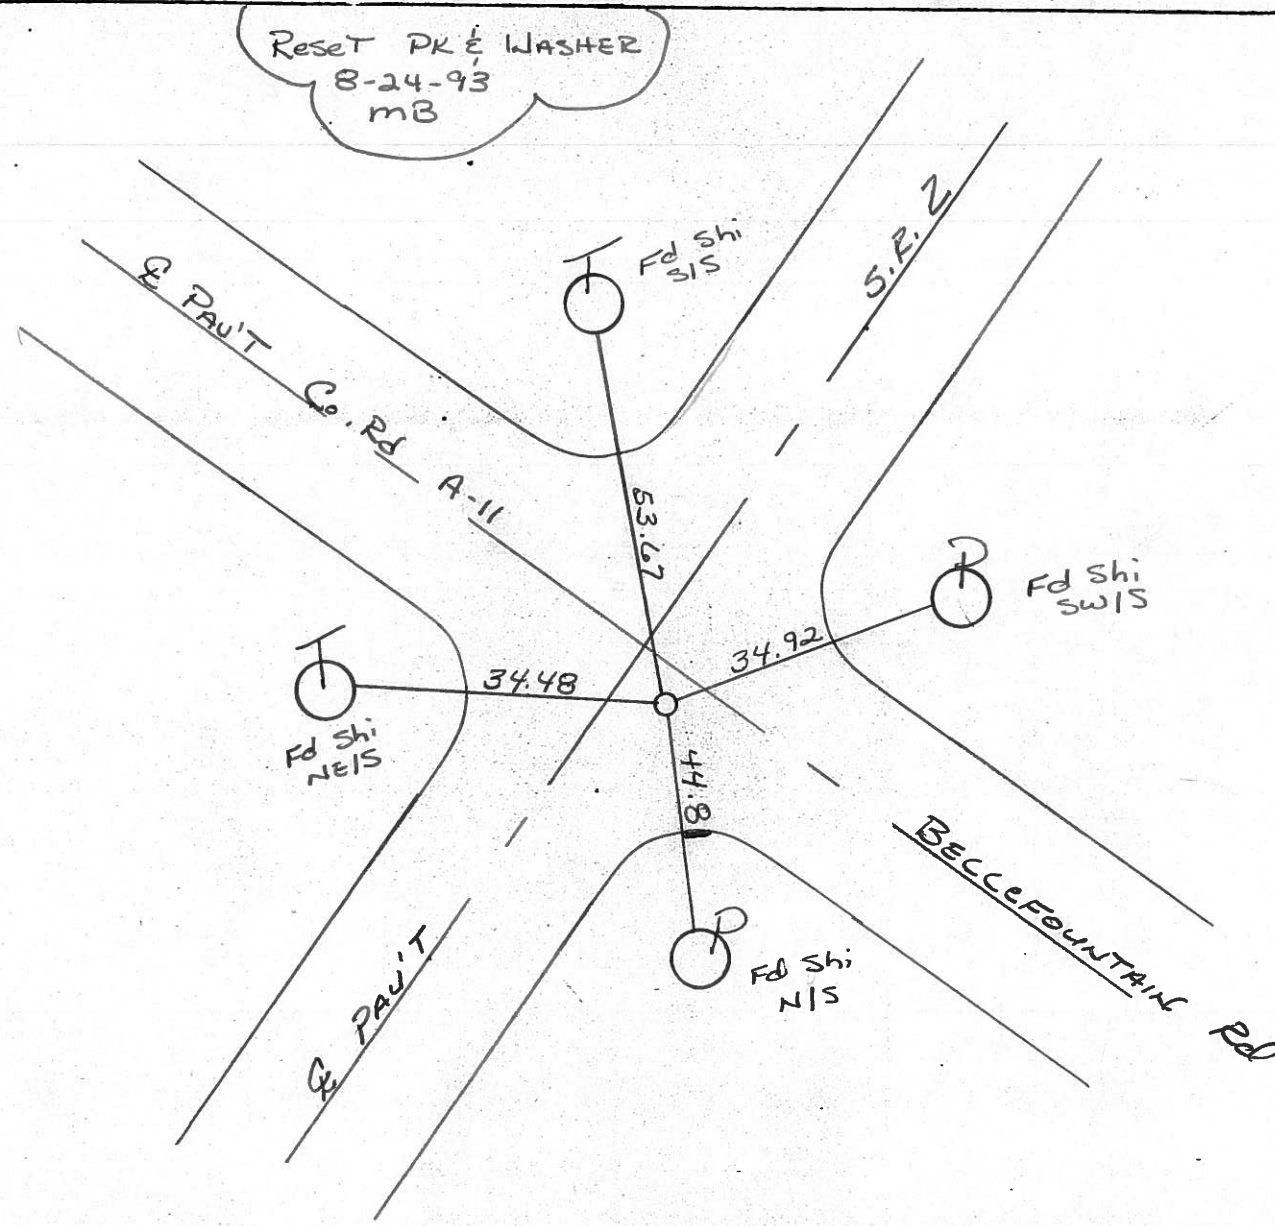 Reset PK & WASHER
8-24-93
mB
Fd Shi
S/S
S.R. 2
℄ PAV'T Co. Rd A-11
53.67
Fd Shi
SW/S
34.92
34.48
Fd Shi
NE/S
44.81
BELLEFOUNTAIN Rd
Fd Shi
N/S
℄ PAV'T